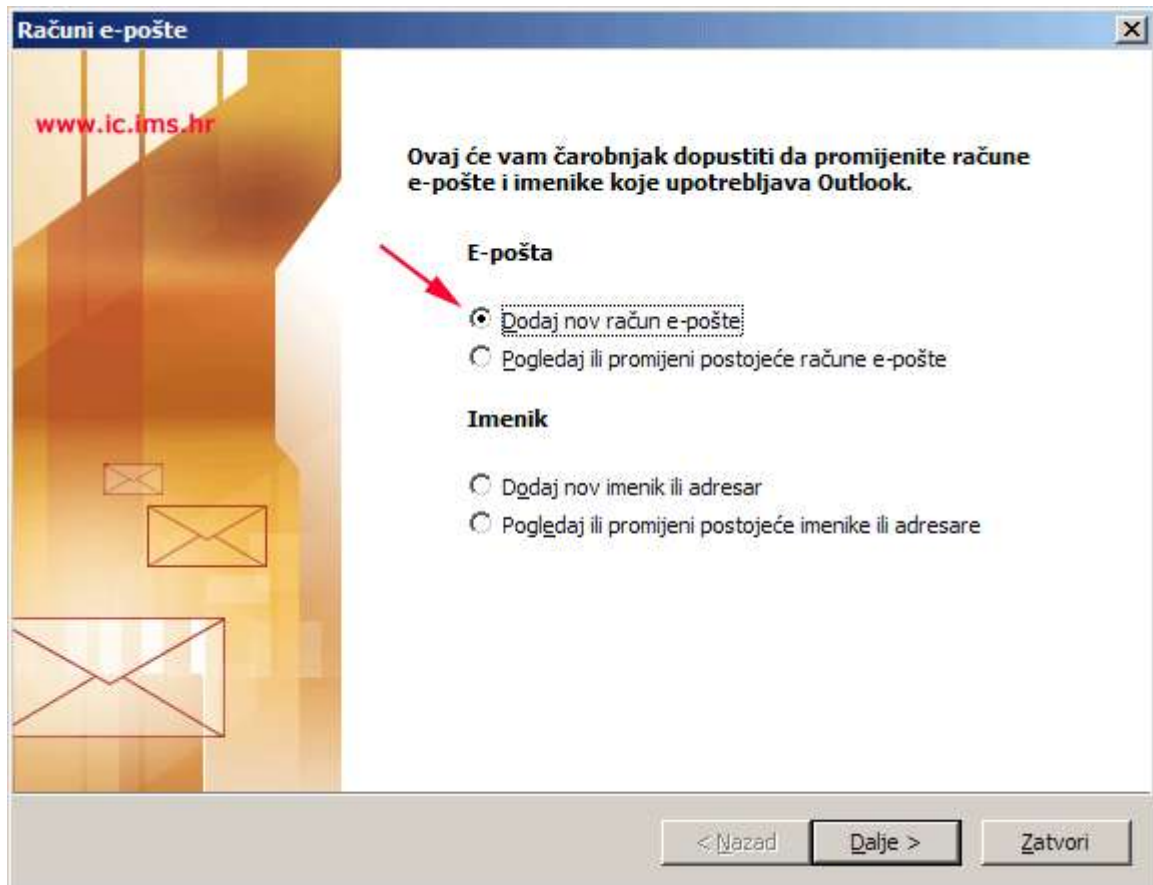 Računi e-pošte
www.ic.ims.hr
Ovaj će vam čarobnjak dopustiti da promijenite račune
e-pošte i imenike koje upotrebljava Outlook.
E-pošta
Dodaj nov račun e-pošte
Pogledaj ili promijeni postojeće račune e-pošte
Imenik
Dodaj nov imenik ili adresar
Pogledaj ili promijeni postojeće imenike ili adresare
< Nazad
Dalje >
Zatvori